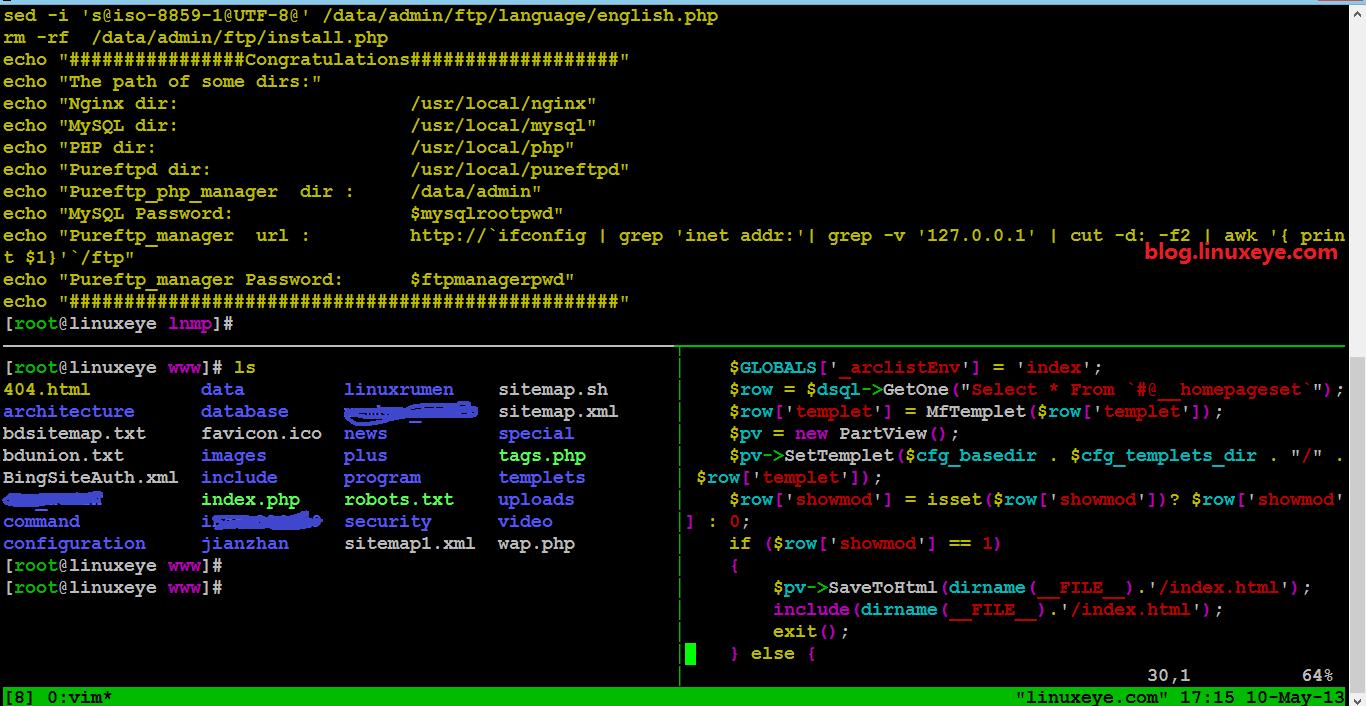 sed -i 's@iso-8859-1@UTF-8@' /data/admin/ftp/language/english.php
rm -rf  /data/admin/ftp/install.php
echo "################Congratulations###################"
echo "The path of some dirs:"
echo "Nginx dir:                     /usr/local/nginx"
echo "MySQL dir:                     /usr/local/mysql"
echo "PHP dir:                       /usr/local/php"
echo "Pureftpd dir:                  /usr/local/pureftpd"
echo "Pureftp_php_manager  dir :     /data/admin"
echo "MySQL Password:                $mysqlrootpwd"
echo "Pureftp_manager  url :         http://`ifconfig | grep 'inet addr:'| grep -v '127.0.0.1' | cut -d: -f2 | awk '{ prin
t $1}'`/ftp"
blog.linuxeye.com
echo "Pureftp_manager Password:      $ftpmanagerpwd"
echo "##################################################"
[root@linuxeye lnmp]#
[root@linuxeye www]# ls
404.html data linuxrumen sitemap.sh
architecture database sitemap.xml
bdsitemap.txt favicon.ico news special
bdunion.txt images plus tags.php
BingSiteAuth.xml include program templets
index.php robots.txt uploads
command security video
configuration jianzhan sitemap1.xml wap.php
[root@linuxeye www]#
[root@linuxeye www]#
$GLOBALS['_arclistEnv'] = 'index';
$row = $dsql->GetOne("Select * From `#@__homepageset`");
$row['templet'] = MfTemplet($row['templet']);
$pv = new PartView();
$pv->SetTemplet($cfg_basedir . $cfg_templets_dir . "/" .
$row['templet']);
$row['showmod'] = isset($row['showmod'])? $row['showmod'
] : 0;
if ($row['showmod'] == 1)
{
$pv->SaveToHtml(dirname(__FILE__).'/index.html');
include(dirname(__FILE__).'/index.html');
exit();
} else {
30,1 64%
[8] 0:vim* "linuxeye.com" 17:15 10-May-13